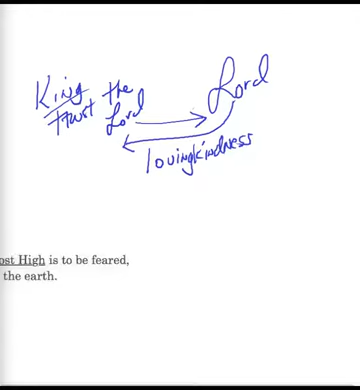 King the
trust Lord
Lord
lovingkindness
ost High is to be feared,
the earth.